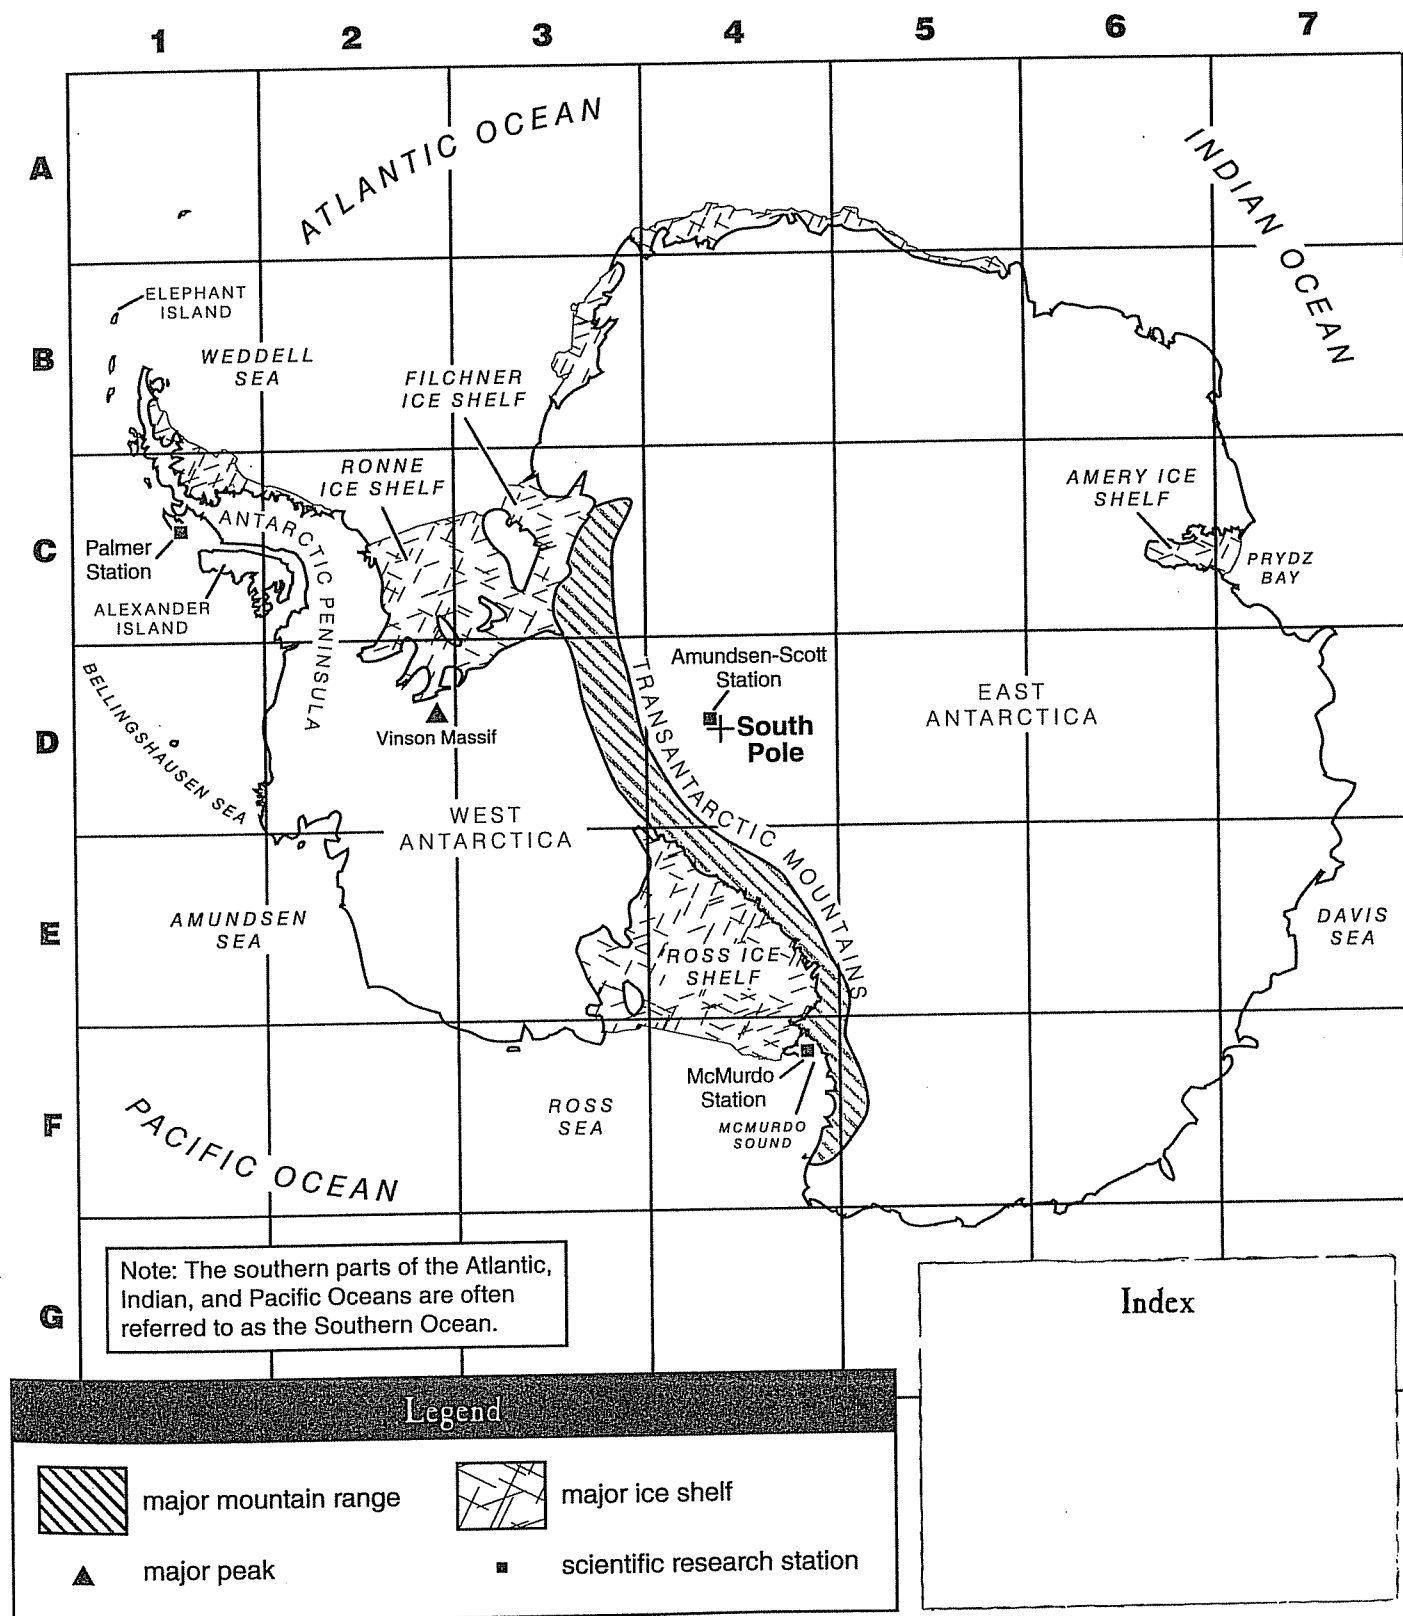 1 2 3 4 5 6 7
A
B
C
D
E
F
G
ATLANTIC OCEAN
INDIAN OCEAN
ELEPHANT
ISLAND
WEDDELL
SEA
FILCHNER
ICE SHELF
RONNE
ICE SHELF
AMERY ICE
SHELF
PRYDZ
BAY
ANTARCTIC PENINSULA
Palmer
Station
ALEXANDER
ISLAND
BELLINGSHAUSEN SEA
Vinson Massif
TRANSANTARCTIC MOUNTAINS
Amundsen-Scott
Station
South
Pole
EAST
ANTARCTICA
WEST
ANTARCTICA
AMUNDSEN
SEA
ROSS ICE
SHELF
DAVIS
SEA
McMurdo
Station
MCMURDO
SOUND
ROSS
SEA
PACIFIC OCEAN
Note: The southern parts of the Atlantic,
Indian, and Pacific Oceans are often
referred to as the Southern Ocean.
Index
Legend
major mountain range
major ice shelf
major peak
scientific research station